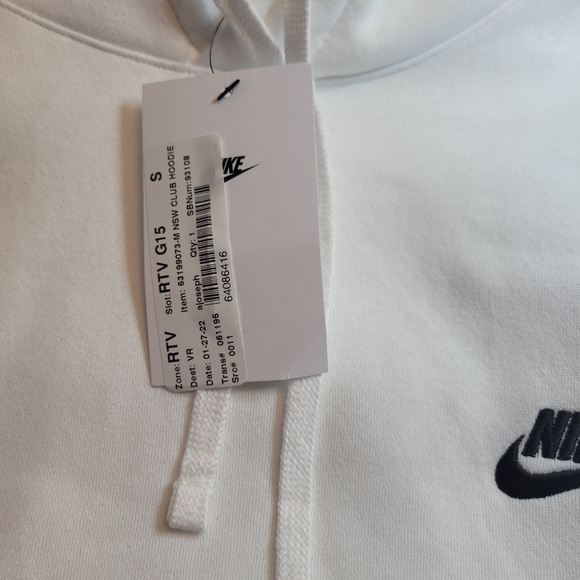 S
Slot: RTV G15
Item: 63199073-M NSW CLUB HOODIE
Zone: RTV
Dest: VR
Date: 01-27-22
ajoseph Qty: 1 SBNum:93108
Trans# 061195
Src# 0011
64086416
NIKE